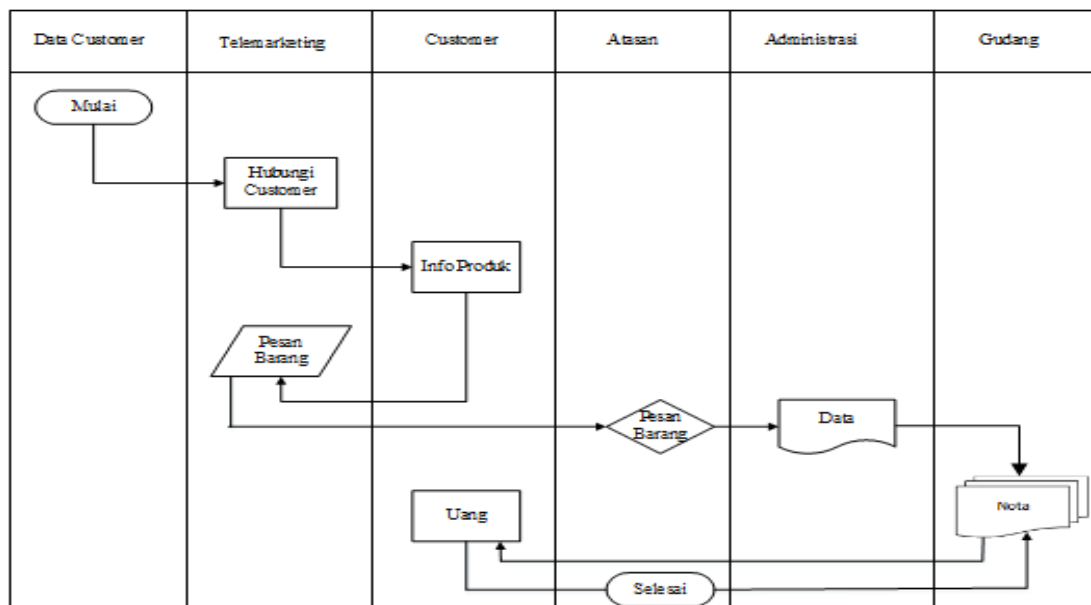 Data Customer
Telemarketing
Customer
Atasan
Administrasi
Gudang
Mulai
Hubungi
Customer
Info Produk
Pesan
Barang
Pesan
Barang
Data
Uang
Nota
Selesai